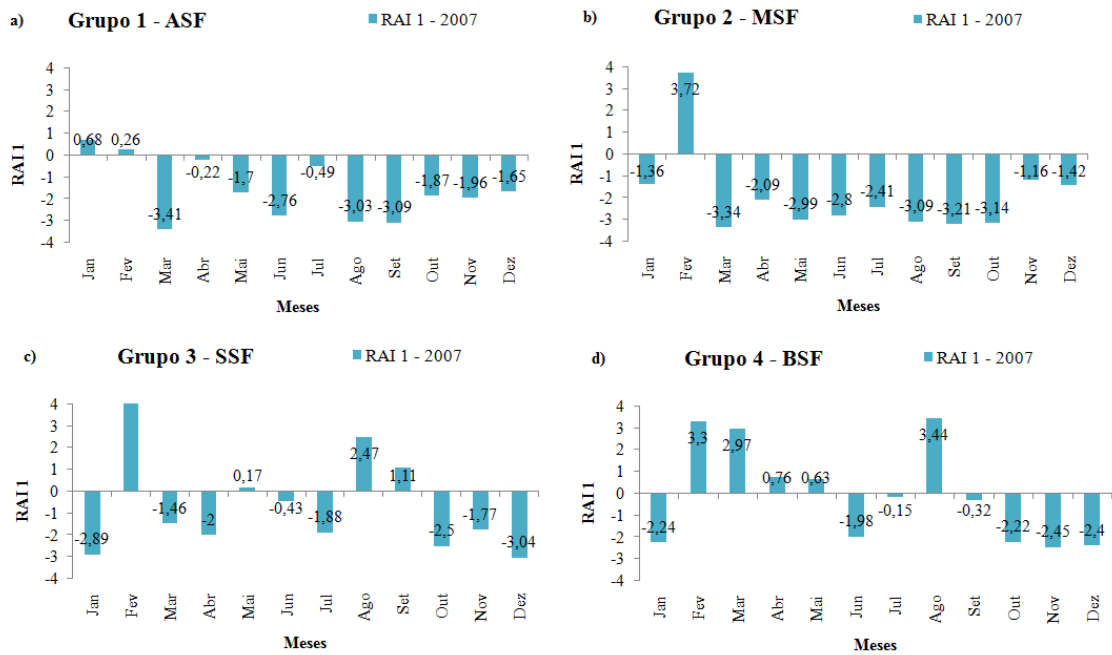 a)
Grupo 1 - ASF
RAI 1 - 2007
RAI 1
4
3
2
1
0
-1
-2
-3
-4
0,68
0,26
-3,41
-0,22
-1,7
-2,76
-0,49
-3,03
-3,09
-1,87
-1,96
-1,65
Jan
Fev
Mar
Abr
Mai
Jun
Jul
Ago
Set
Out
Nov
Dez
Meses
b)
Grupo 2 - MSF
RAI 1 - 2007
RAI 1
4
3
2
1
0
-1
-2
-3
-4
-1,36
3,72
-3,34
-2,09
-2,99
-2,8
-2,41
-3,09
-3,21
-3,14
-1,16
-1,42
Jan
Fev
Mar
Abr
Mai
Jun
Jul
Ago
Set
Out
Nov
Dez
Meses
c)
Grupo 3 - SSF
RAI 1 - 2007
RAI 1
4
3
2
1
0
-1
-2
-3
-4
-2,89
-1,46
-2
0,17
-0,43
-1,88
2,47
1,11
-2,5
-1,77
-3,04
Jan
Fev
Mar
Abr
Mai
Jun
Jul
Ago
Set
Out
Nov
Dez
Meses
d)
Grupo 4 - BSF
RAI 1 - 2007
RAI 1
4
3
2
1
0
-1
-2
-3
-4
-2,24
3,3
2,97
0,76
0,63
-1,98
-0,15
3,44
-0,32
-2,22
-2,45
-2,4
Jan
Fev
Mar
Abr
Mai
Jun
Jul
Ago
Set
Out
Nov
Dez
Meses